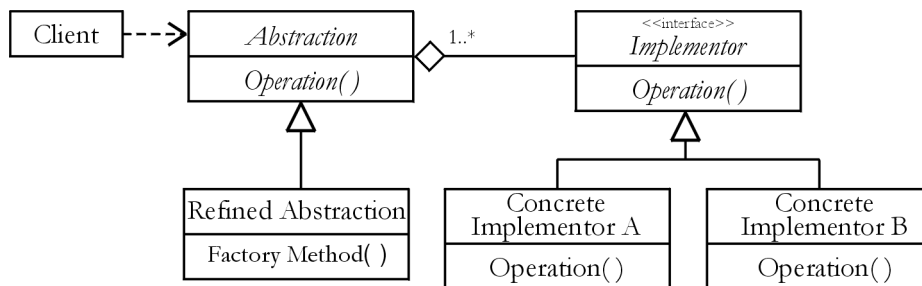 Client
Abstraction
Operation( )
1..*
<<interface>>
Implementor
Operation( )
Refined Abstraction
Factory Method( )
Concrete
Implementor A
Operation( )
Concrete
Implementor B
Operation( )